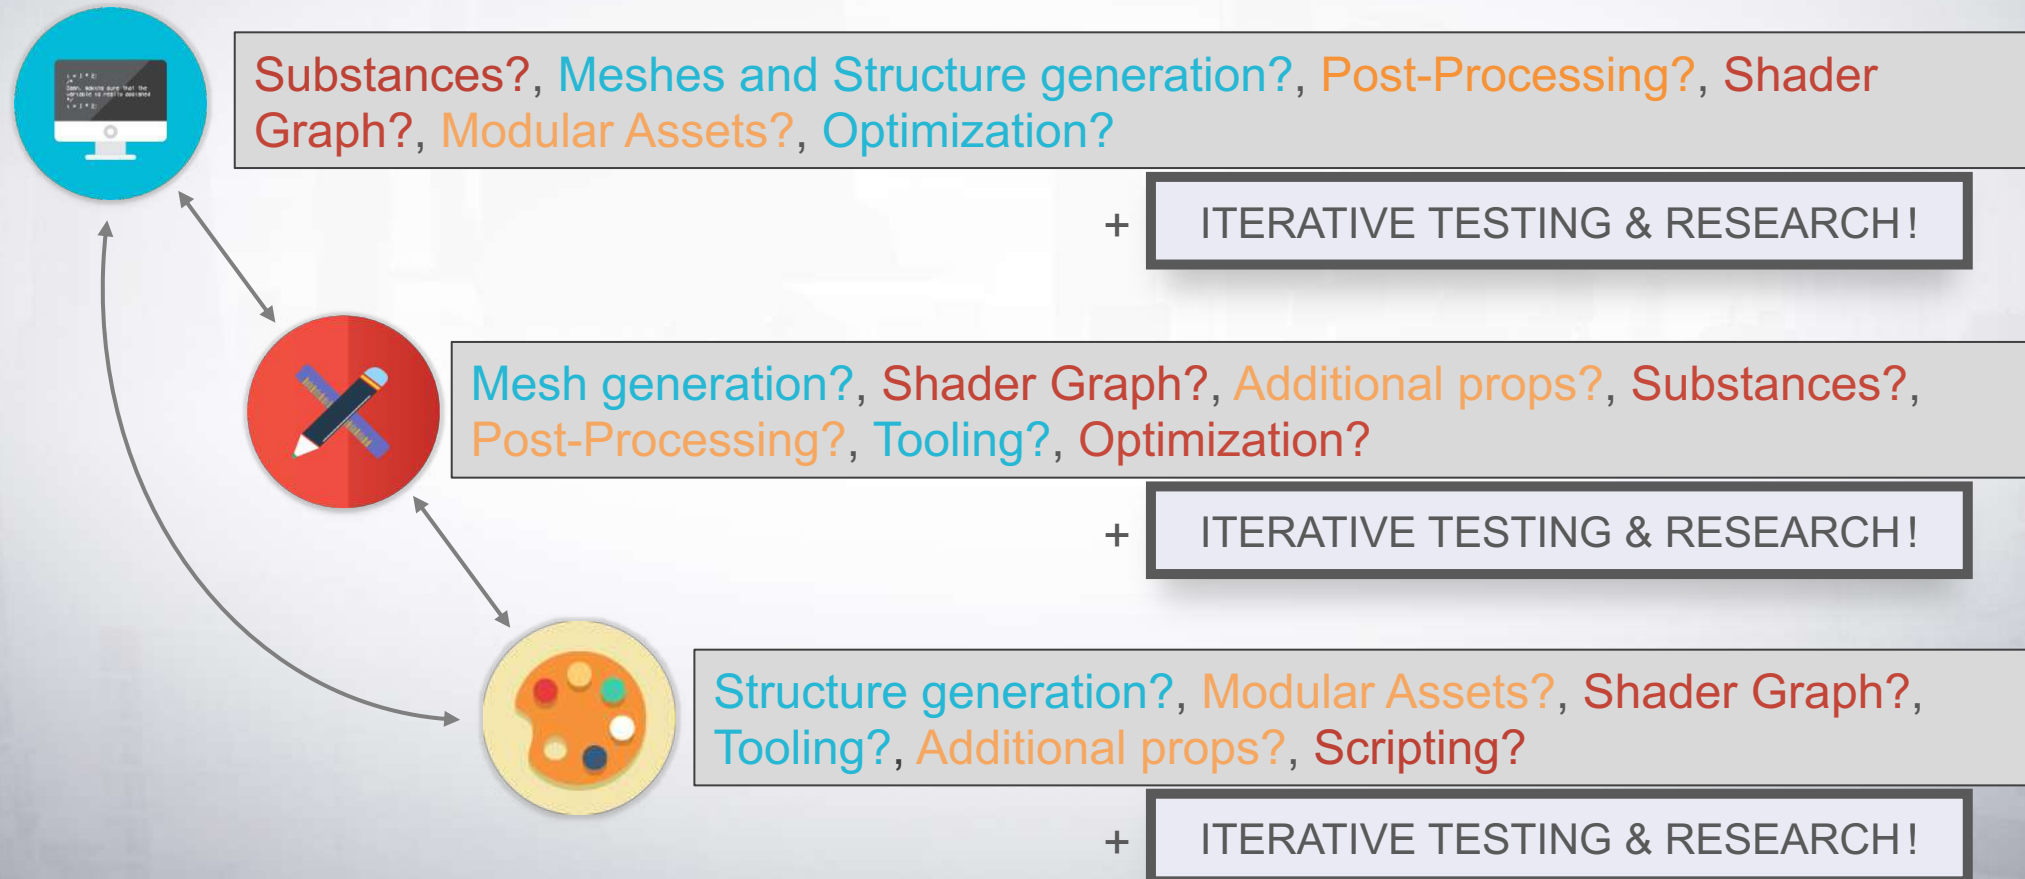 Substances?, Meshes and Structure generation?, Post-Processing?, Shader
Graph?, Modular Assets?, Optimization?
+ ITERATIVE TESTING & RESEARCH!
Mesh generation?, Shader Graph?, Additional props?, Substances?,
Post-Processing?, Tooling?, Optimization?
+ ITERATIVE TESTING & RESEARCH!
Structure generation?, Modular Assets?, Shader Graph?,
Tooling?, Additional props?, Scripting?
+ ITERATIVE TESTING & RESEARCH!